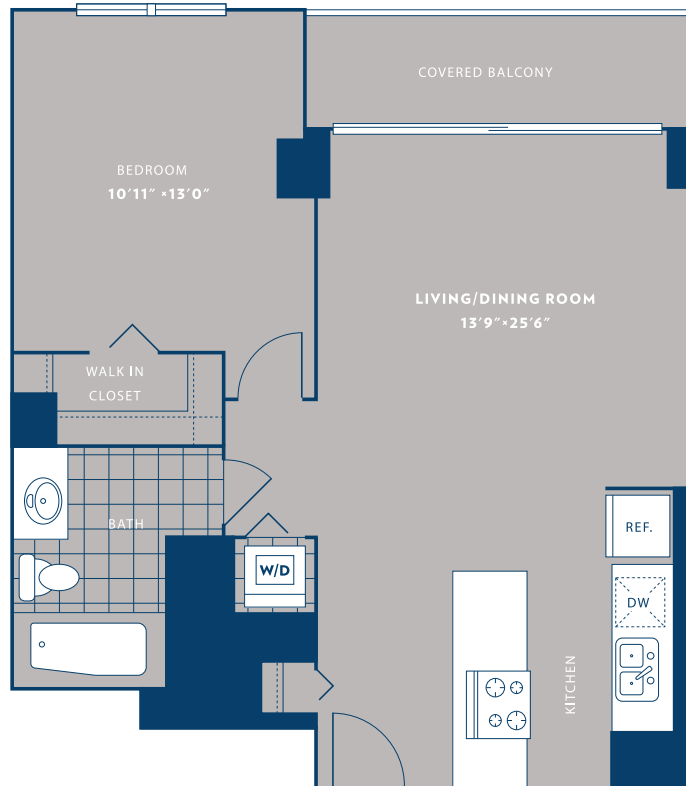 COVERED BALCONY
BEDROOM
10'11" ×13'0"
LIVING/DINING ROOM
13'9"×25'6"
WALK IN
CLOSET
BATH
REF.
W/D
DW
KITCHEN